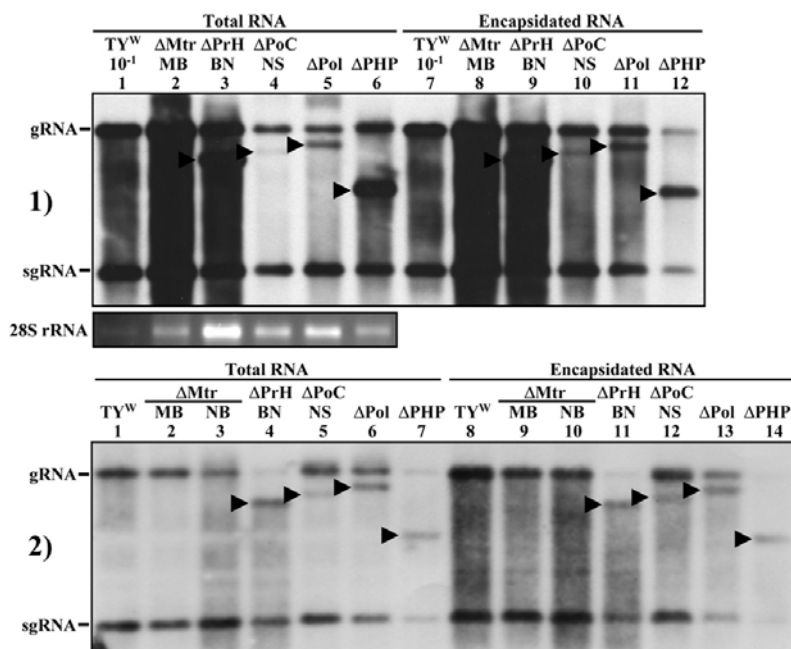 Total RNA Encapsidated RNA
TYᵂ ΔMtr ΔPrH ΔPoC TYᵂ ΔMtr ΔPrH ΔPoC
10⁻¹ MB BN NS ΔPol ΔPHP 10⁻¹ MB BN NS ΔPol ΔPHP
1 2 3 4 5 6 7 8 9 10 11 12
gRNA
1)
sgRNA
28S rRNA
Total RNA Encapsidated RNA
ΔMtr ΔPrH ΔPoC ΔMtr ΔPrH ΔPoC
TYᵂ MB NB BN NS ΔPol ΔPHP TYᵂ MB NB BN NS ΔPol ΔPHP
1 2 3 4 5 6 7 8 9 10 11 12 13 14
gRNA
2)
sgRNA